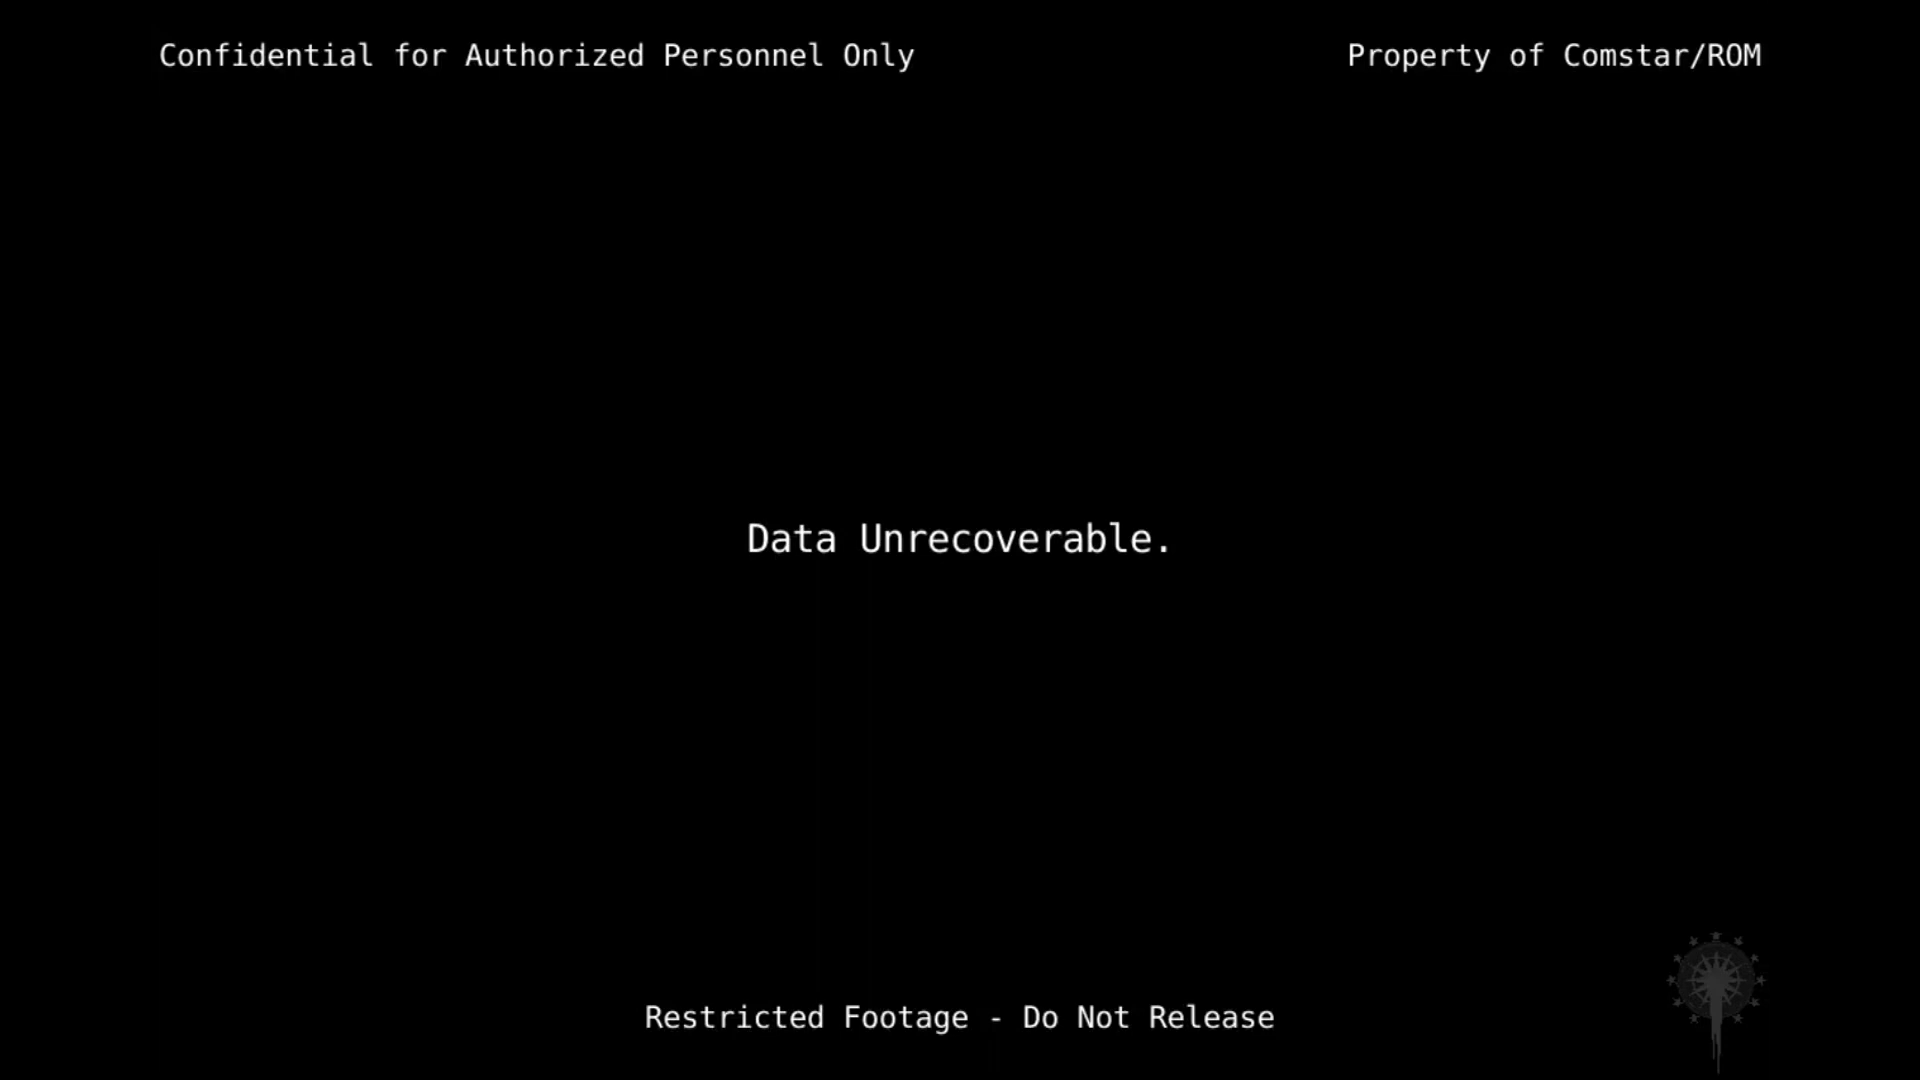 Confidential for Authorized Personnel Only
Property of Comstar/ROM
Data Unrecoverable.
Restricted Footage - Do Not Release